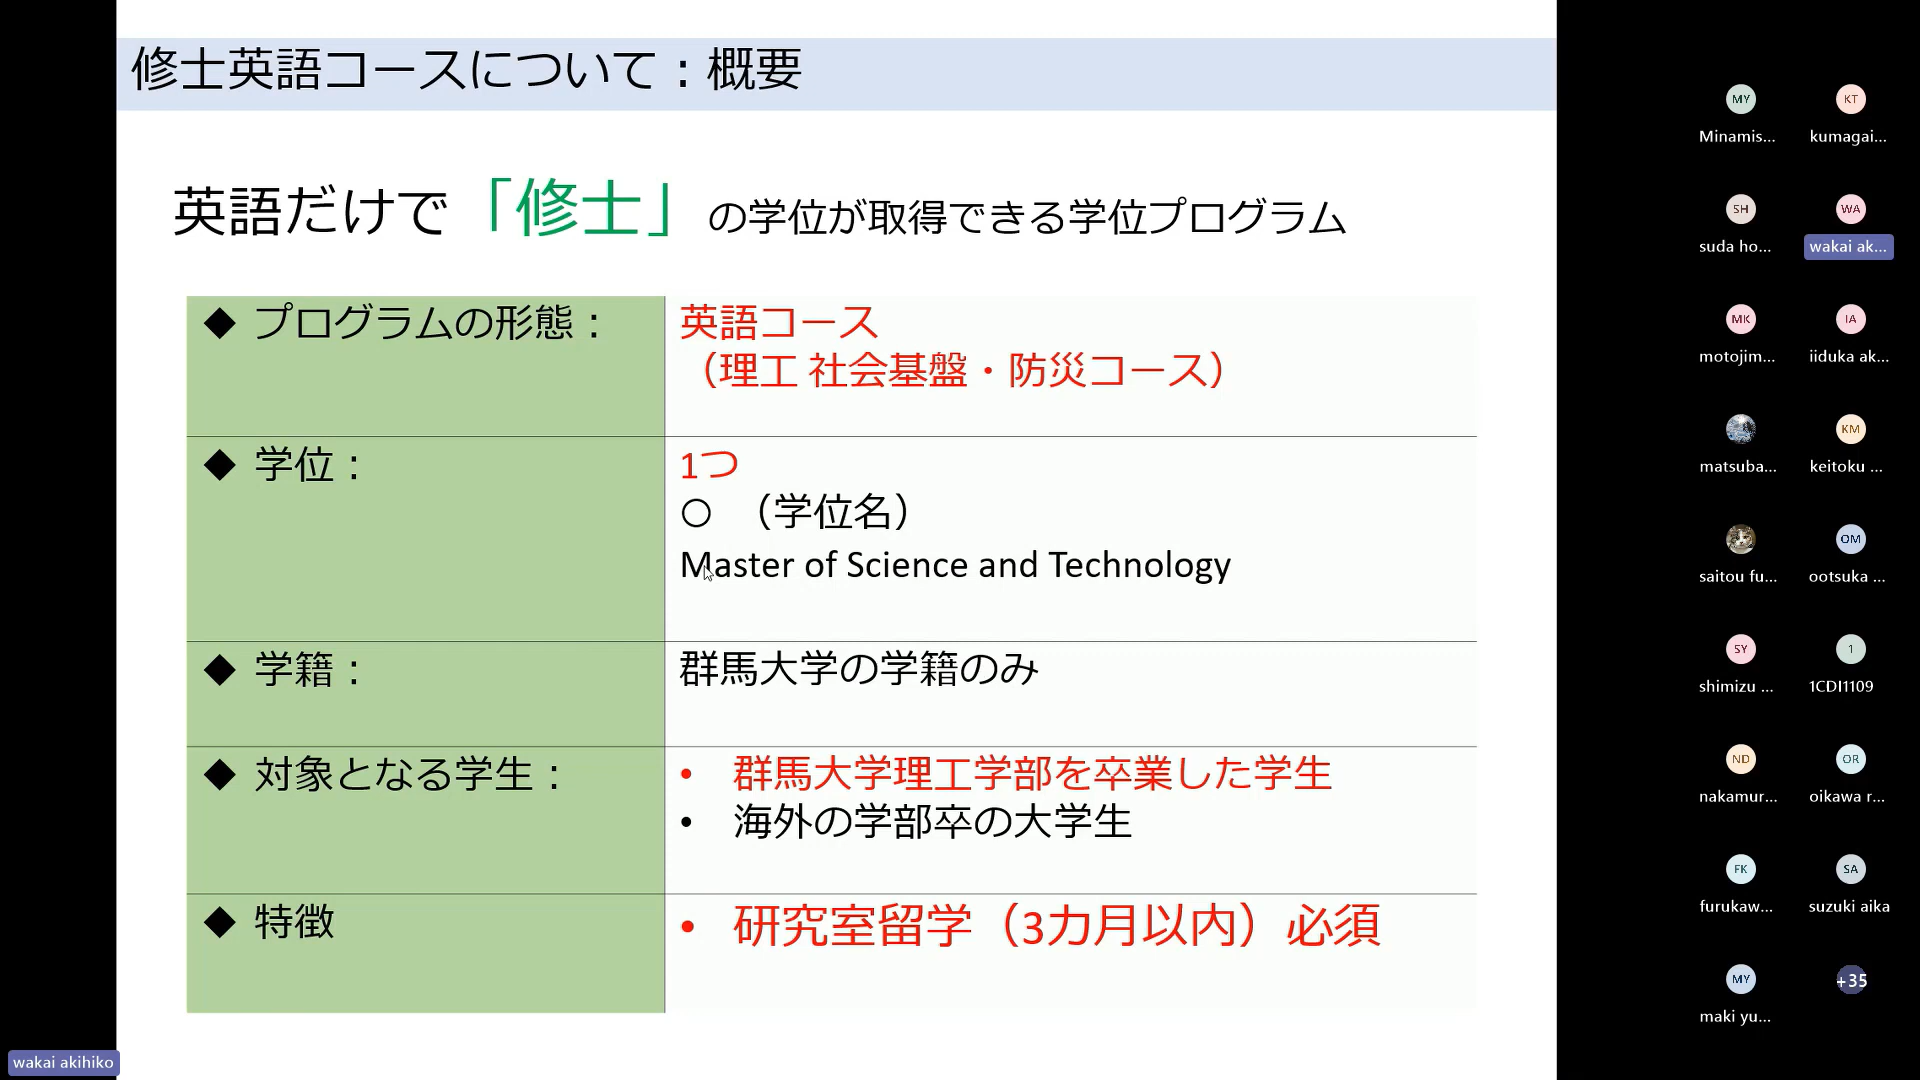 修士英語コースについて：概要
英語だけで「修士」の学位が取得できる学位プログラム
◆ プログラムの形態：
英語コース
（理工 社会基盤・防災コース）
◆ 学位：
1つ
○ （学位名）
Master of Science and Technology
◆ 学籍：
群馬大学の学籍のみ
◆ 対象となる学生：
• 群馬大学理工学部を卒業した学生
• 海外の学部卒の大学生
◆ 特徴
• 研究室留学（3カ月以内）必須
wakai akihiko
MY
KT
Minamis...
kumagai...
SH
WA
suda ho...
wakai ak...
MK
IA
motojim...
iiduka ak...
KM
matsuba...
keitoku ...
OM
saitou fu...
ootsuka ...
SY
1
shimizu ...
1CDI1109
ND
OR
nakamur...
oikawa r...
FK
SA
furukaw...
suzuki aika
MY
+35
maki yu...